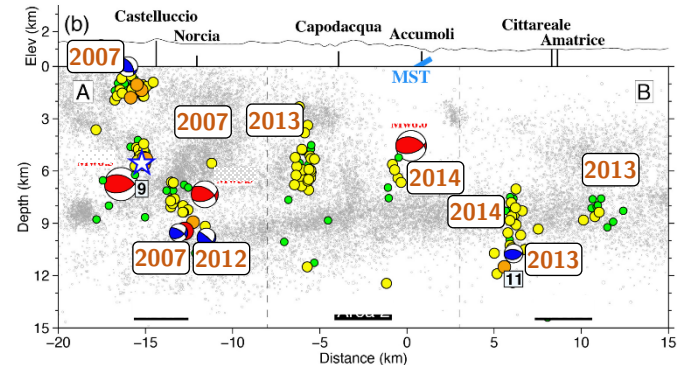 (b)
Castelluccio
Norcia
Capodacqua
Accumoli
Cittareale
Amatrice
Elev (km)
2
0
MST
2007
A
B
3
2007
2013
2013
6
9
2014
2014
9
2007
2012
2013
12
11
15
Depth (km)
−20
−15
−10
−5
0
5
10
15
Distance (km)